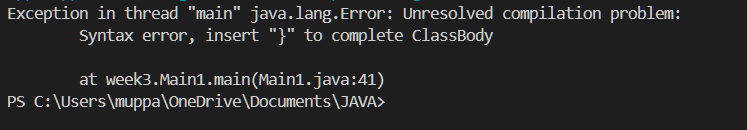 Exception in thread "main" java.lang.Error: Unresolved compilation problem:
Syntax error, insert "}" to complete ClassBody
at week3.Main1.main(Main1.java:41)
PS C:\Users\muppa\OneDrive\Documents\JAVA>